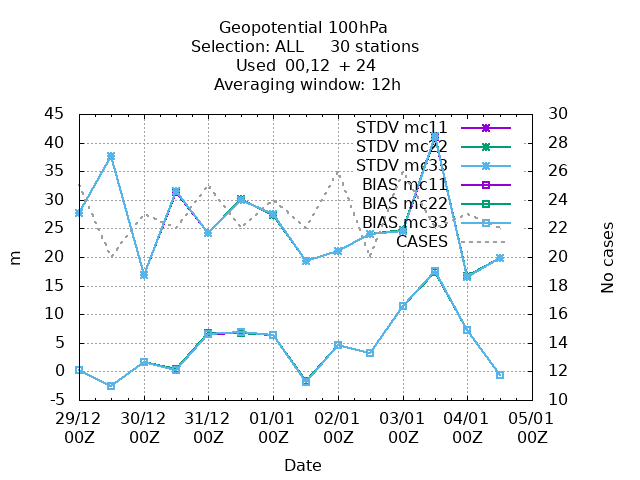 Geopotential 100hPa
Selection: ALL     30 stations
Used  00,12  + 24
Averaging window: 12h
45
40
35
30
25
20
15
10
5
0
-5
m
30
28
26
24
22
20
18
16
14
12
10
No cases
STDV mc11
STDV mc22
STDV mc33
BIAS mc11
BIAS mc22
BIAS mc33
CASES
29/12 30/12 31/12 01/01 02/01 03/01 04/01 05/01
00Z 00Z 00Z 00Z 00Z 00Z 00Z 00Z
Date